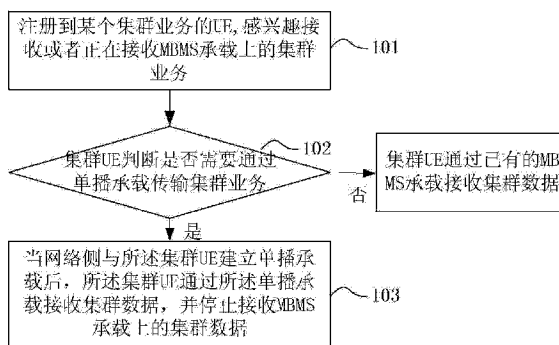 注册到某个集群业务的UE,感兴趣接
收或者正在接收MBMS承载上的集群
业务
101
集群UE判断是否需要通过
单播承载传输集群业务
102
集群UE通过已有的MB
MS承载接收集群数据
否
是
当网络侧与所述集群UE建立单播承
载后，所述集群UE通过所述单播承
载接收集群数据，并停止接收MBMS
承载上的集群数据
103